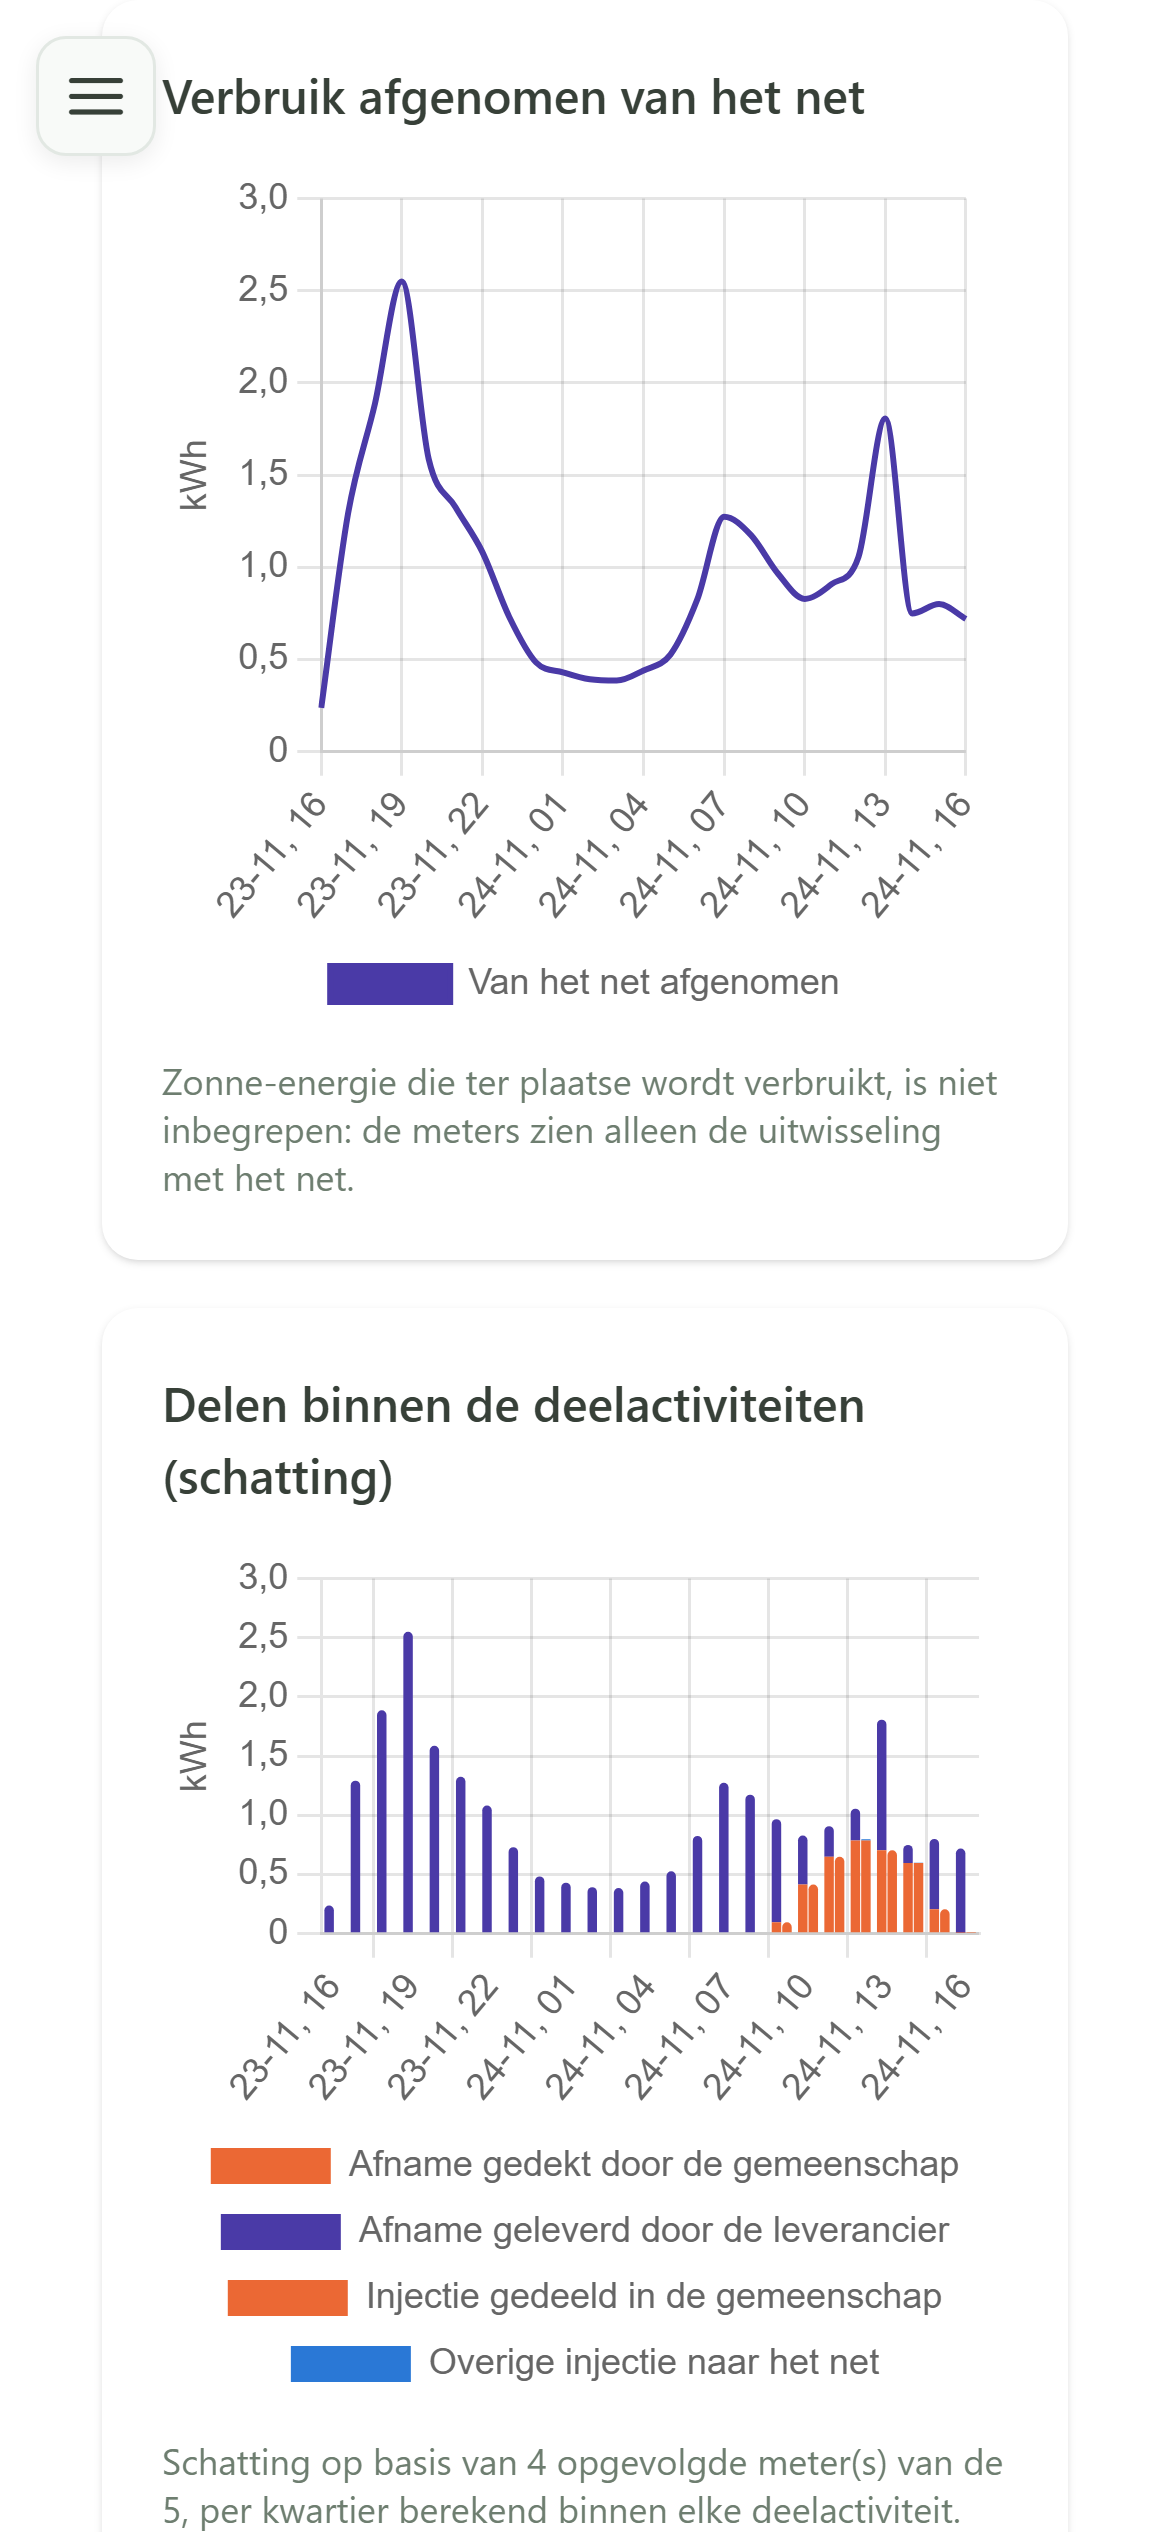 Verbruik afgenomen van het net
3,0
2,5
2,0
1,5
1,0
0,5
0
kWh
23-11, 16
23-11, 19
23-11, 22
24-11, 01
24-11, 04
24-11, 07
24-11, 10
24-11, 13
24-11, 16
Van het net afgenomen
Zonne-energie die ter plaatse wordt verbruikt, is niet
inbegrepen: de meters zien alleen de uitwisseling
met het net.
Delen binnen de deelactiviteiten
(schatting)
3,0
2,5
2,0
1,5
1,0
0,5
0
kWh
23-11, 16
23-11, 19
23-11, 22
24-11, 01
24-11, 04
24-11, 07
24-11, 10
24-11, 13
24-11, 16
Afname gedekt door de gemeenschap
Afname geleverd door de leverancier
Injectie gedeeld in de gemeenschap
Overige injectie naar het net
Schatting op basis van 4 opgevolgde meter(s) van de
5, per kwartier berekend binnen elke deelactiviteit.